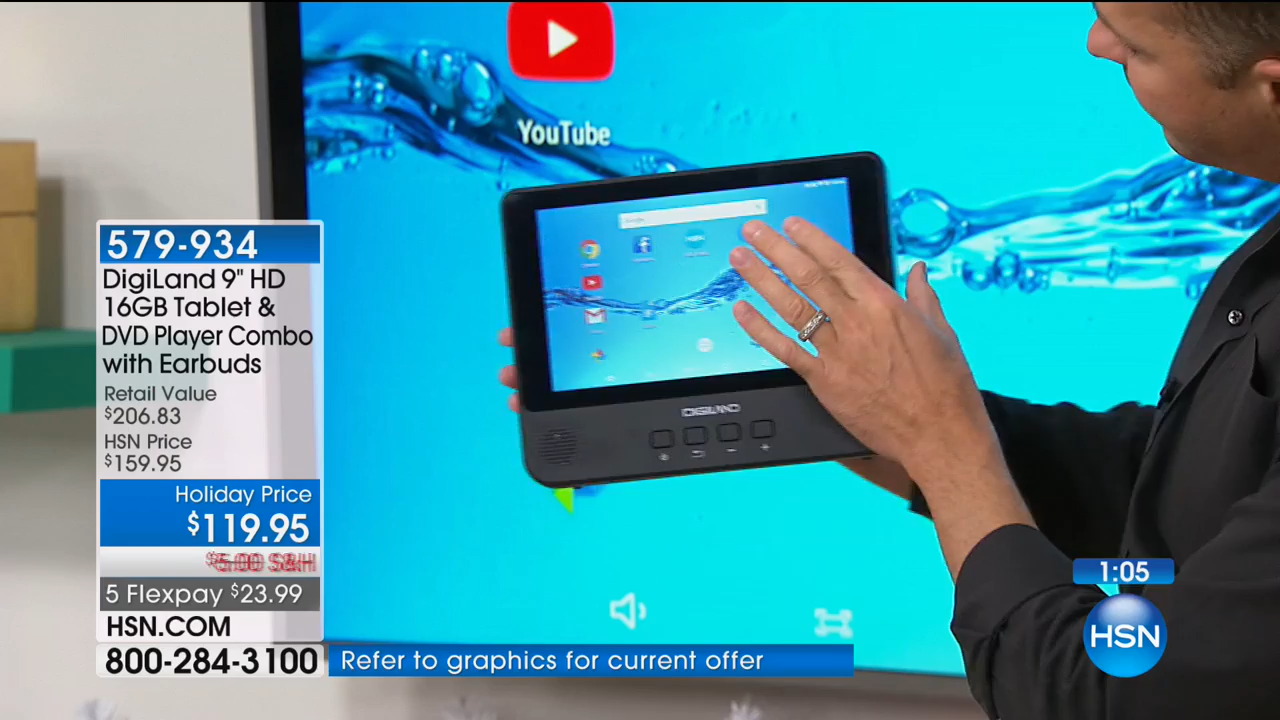 YouTube
Google
DIGILAND
579-934
DigiLand 9" HD
16GB Tablet &
DVD Player Combo
with Earbuds
Retail Value
$206.83
HSN Price
$159.95
Holiday Price
$119.95
$5.00 S&H
5 Flexpay $23.99
HSN.COM
800-284-3100
Refer to graphics for current offer
1:05
HSN